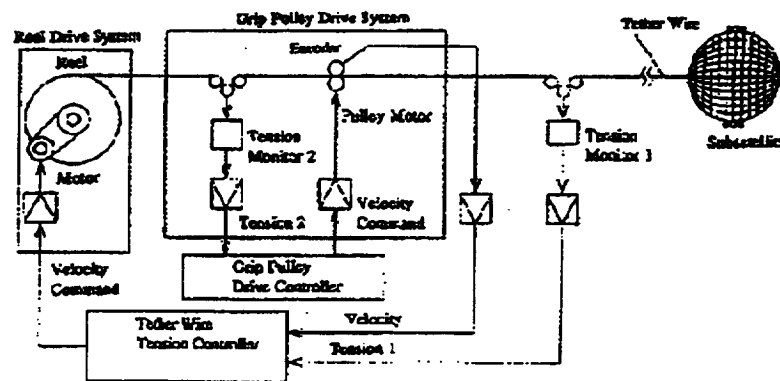 Grip Pulley Drive System
Reel Drive System
Reel
Encoder
Tether Wire
Pulley Motor
Motor
Tension
Monitor 2
Tension
Monitor 1
Subsatellite
Velocity
Command
Tension 2
Velocity
Command
Grip Pulley
Drive Controller
Tether Wire
Tension Controller
Velocity
Tension 1